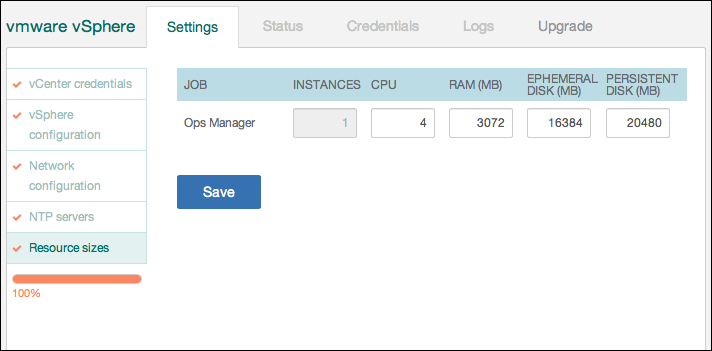 vmware vSphere Settings Status Credentials Logs Upgrade
vCenter credentials
vSphere
configuration
Network
configuration
NTP servers
Resource sizes
100%
JOB INSTANCES CPU RAM (MB) EPHEMERAL DISK (MB) PERSISTENT DISK (MB)
Ops Manager 1 4 3072 16384 20480
Save